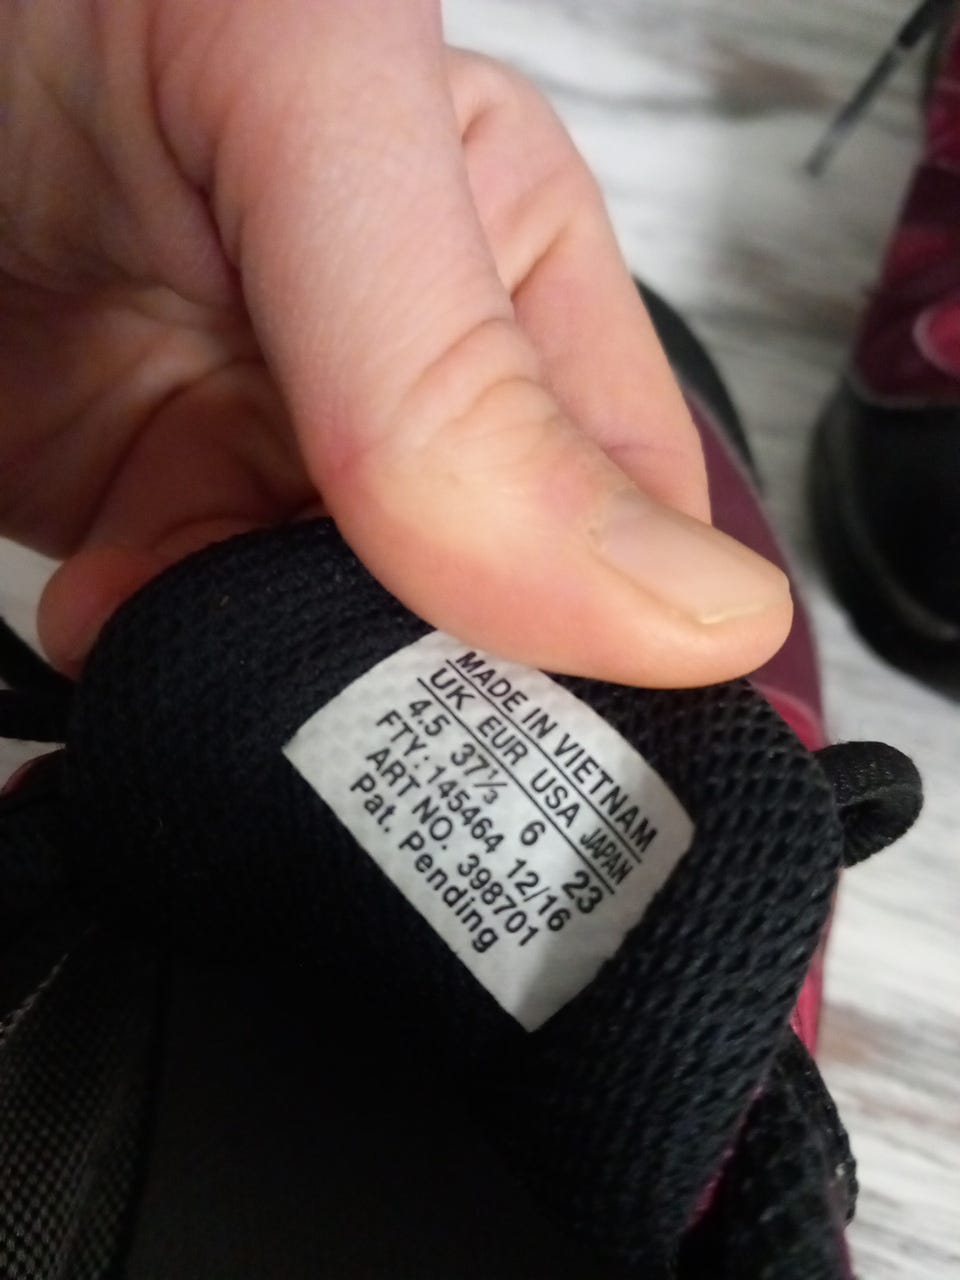 MADE IN VIETNAM
UK EUR USA JAPAN
4.5 37⅓ 6 23
FTY: 145464 12/16
ART NO. 398701
Pat. Pending